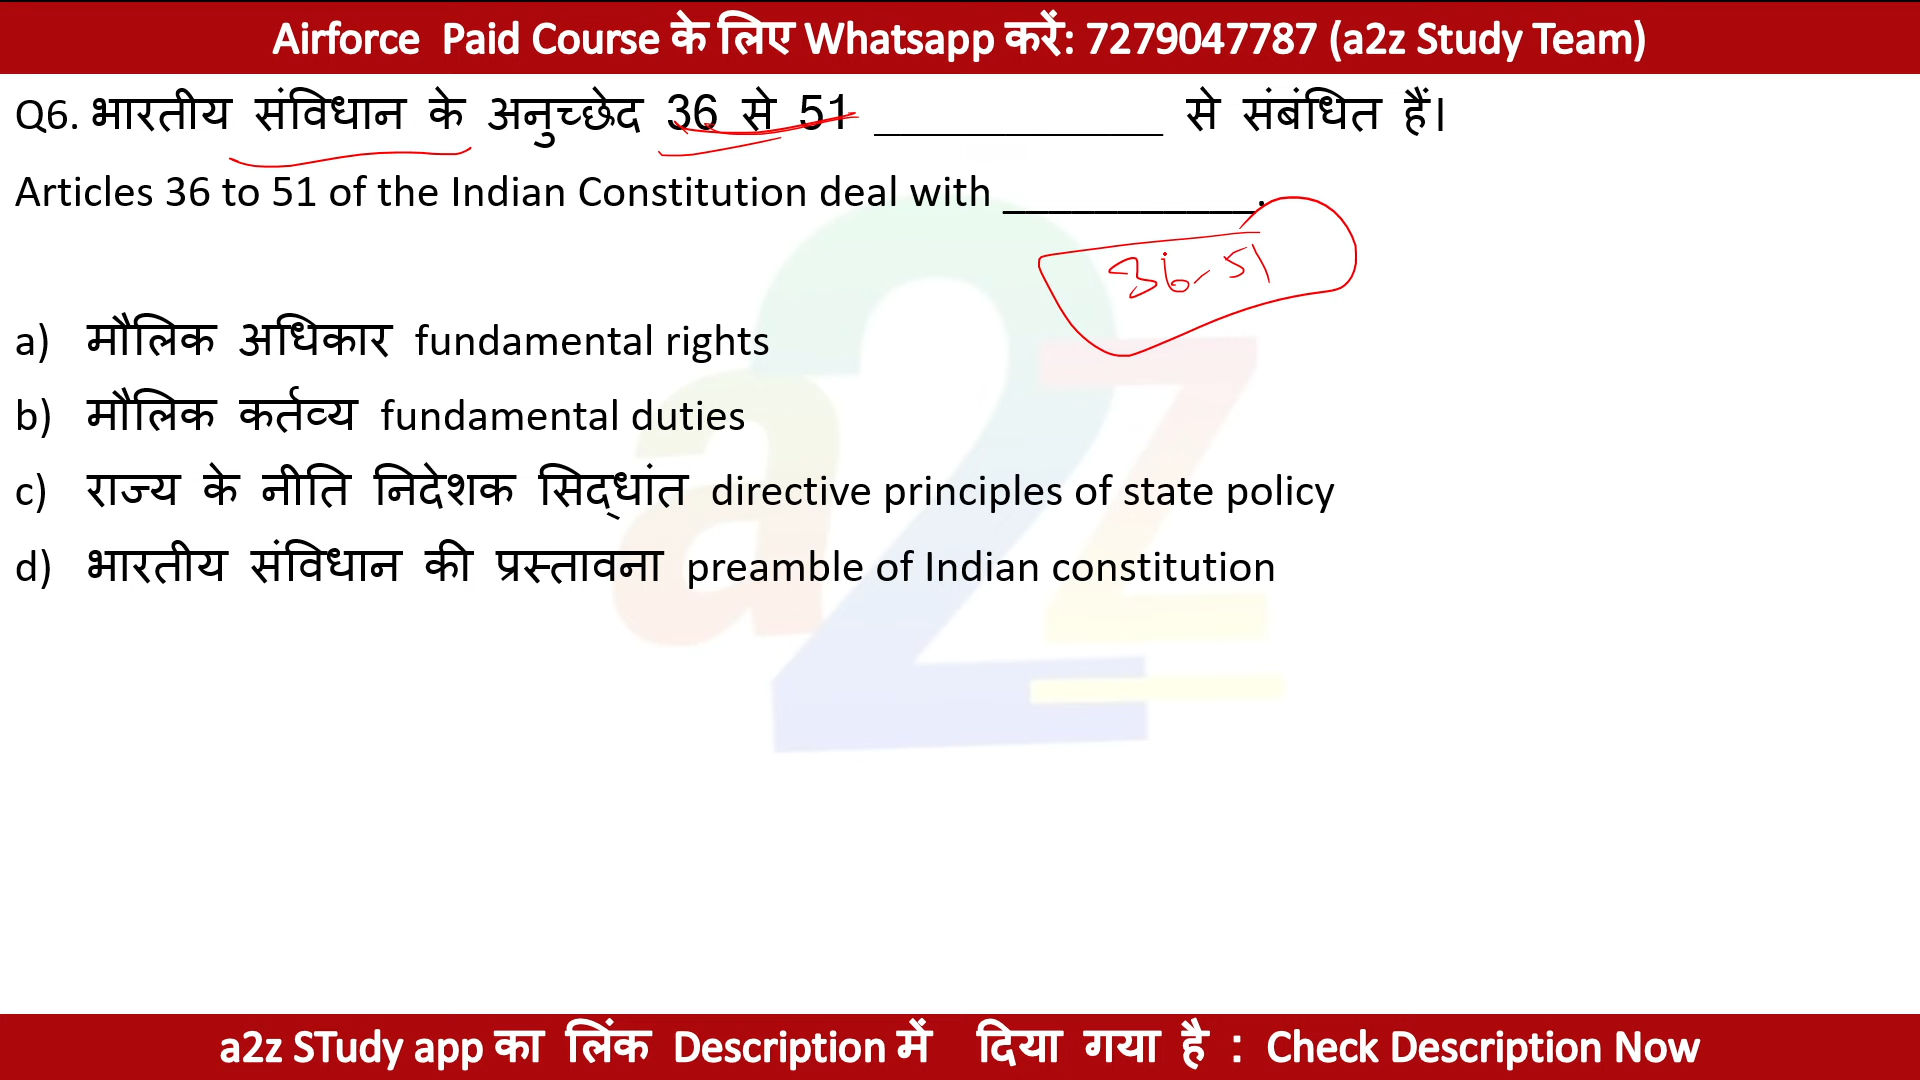 Airforce Paid Course के लिए Whatsapp करें: 7279047787 (a2z Study Team)
Q6. भारतीय संविधान के अनुच्छेद 36 से 51 _____________ से संबंधित हैं।
Articles 36 to 51 of the Indian Constitution deal with ___________.
36-51
a) मौलिक अधिकार fundamental rights
b) मौलिक कर्तव्य fundamental duties
c) राज्य के नीति निदेशक सिद्धांत directive principles of state policy
d) भारतीय संविधान की प्रस्तावना preamble of Indian constitution
a2z
a2z STudy app का लिंक Description में दिया गया है : Check Description Now